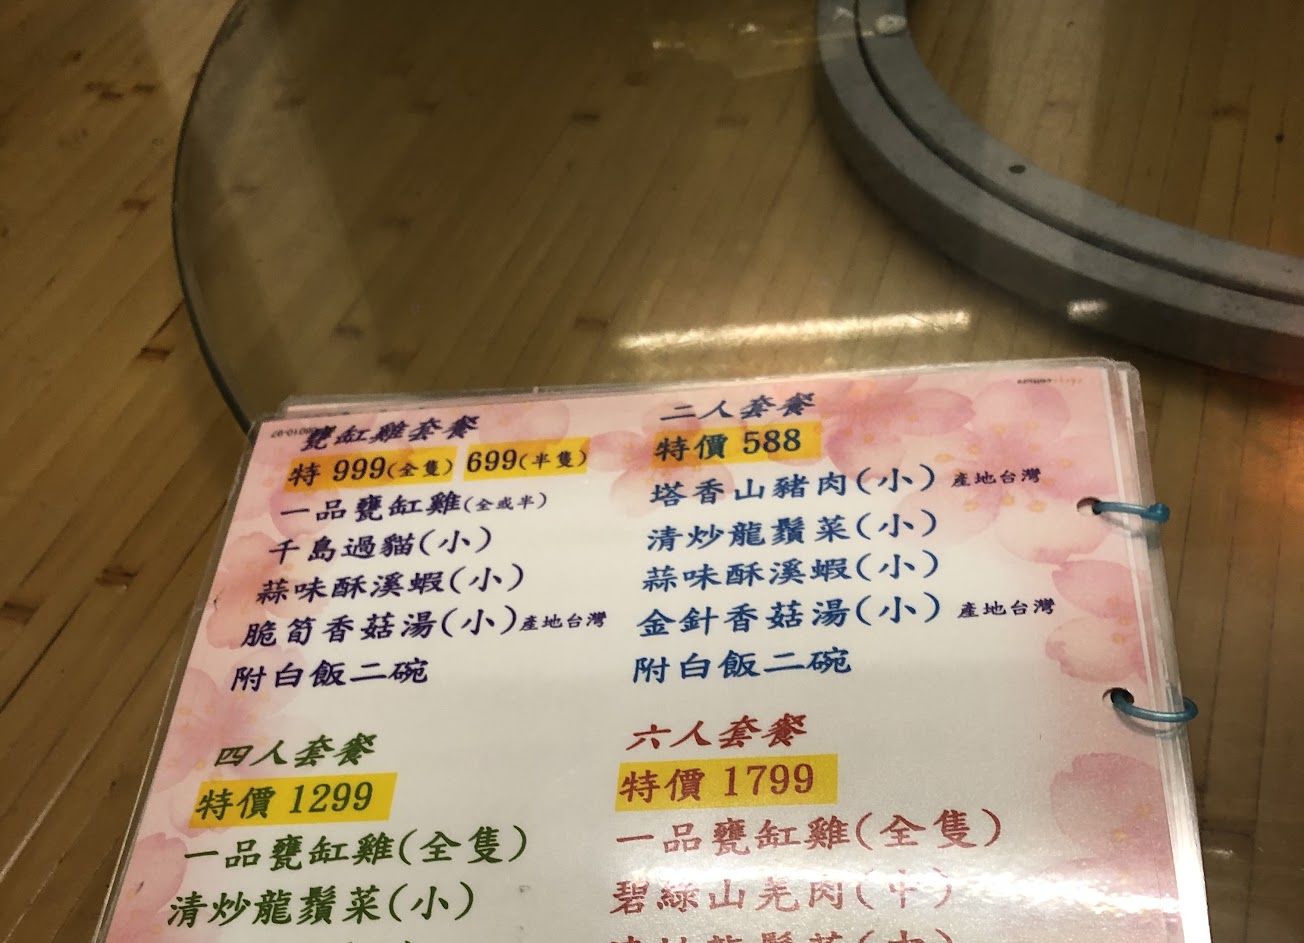 甕缸雞套餐
特 999(全隻) 699(半隻)
一品甕缸雞(全或半)
千島過貓(小)
蒜味酥溪蝦(小)
脆筍香菇湯(小)產地台灣
附白飯二碗
二人套餐
特價 588
塔香山豬肉(小) 產地台灣
清炒龍鬚菜(小)
蒜味酥溪蝦(小)
金針香菇湯(小) 產地台灣
附白飯二碗
四人套餐
特價 1299
一品甕缸雞(全隻)
清炒龍鬚菜(小)
六人套餐
特價 1799
一品甕缸雞(全隻)
碧綠山羌肉(中)